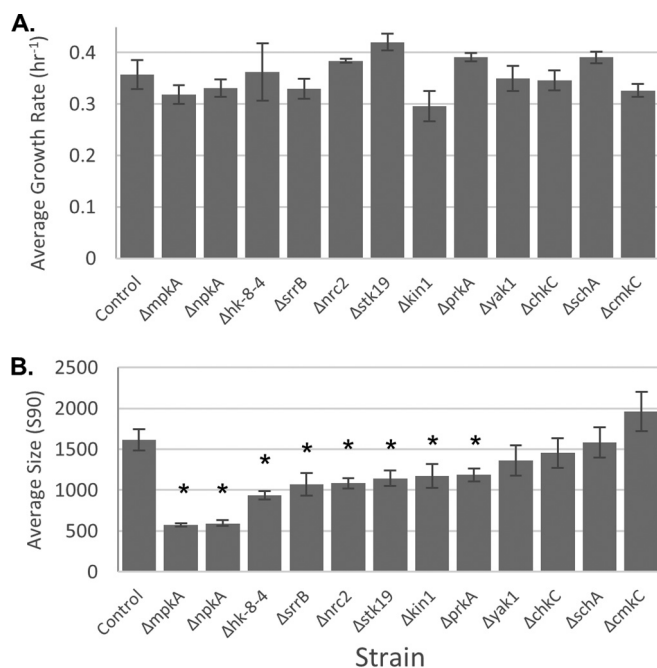 A.
Average Growth Rate (hr⁻¹)
0.4
0.3
0.2
0.1
0
Control
ΔmpkA
ΔnpkA
Δhk-8-4
ΔsrrB
Δnrc2
Δstk19
Δkin1
ΔprkA
Δyak1
ΔchkC
ΔschA
ΔcmkC
B.
Average Size (S90)
2500
2000
1500
1000
500
0
* * * * * * * *
Control
ΔmpkA
ΔnpkA
Δhk-8-4
ΔsrrB
Δnrc2
Δstk19
Δkin1
ΔprkA
Δyak1
ΔchkC
ΔschA
ΔcmkC
Strain